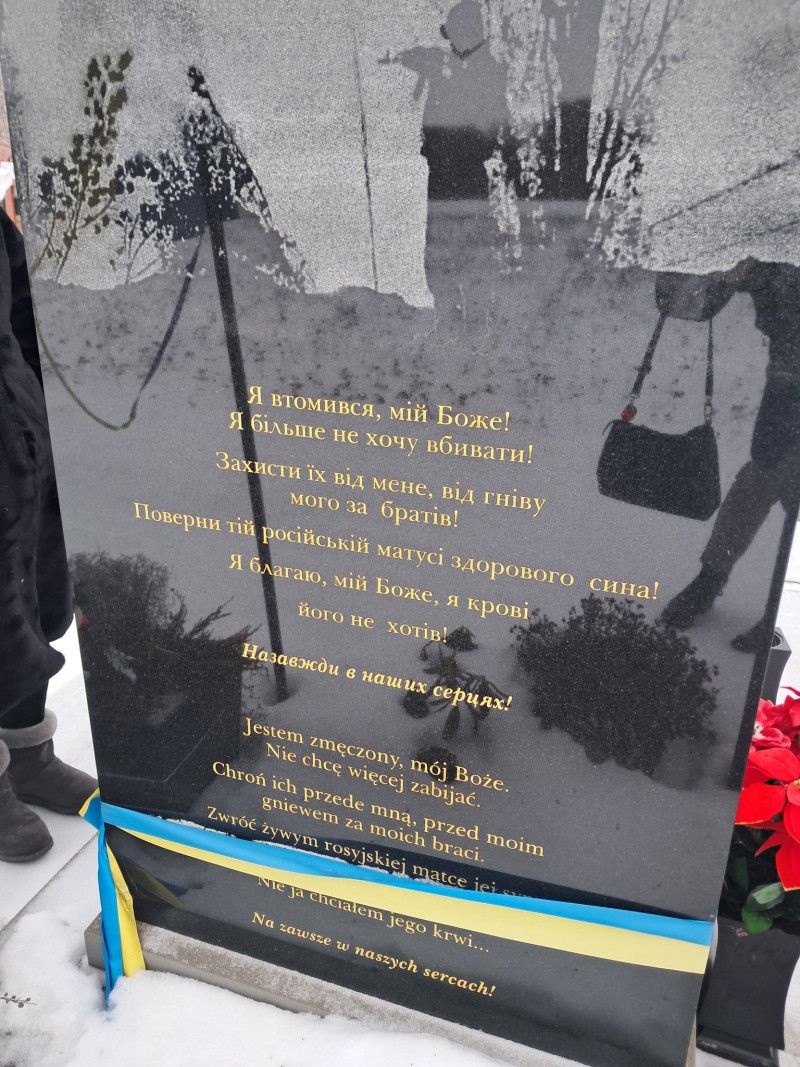 Я втомився, мій Боже!
Я більше не хочу вбивати!
Захисти їх від мене, від гніву
мого за братів!
Поверни тій російській матусі здорового сина!
Я благаю, мій Боже, я крові
його не хотів!
Назавжди в наших серцях!
Jestem zmęczony, mój Boże.
Nie chcę więcej zabijać.
Chroń ich przede mną, przed moim
gniewem za moich braci.
Zwróć żywym rosyjskiej matce jej
Nie ja chciałem jego krwi...
Na zawsze w naszych sercach!